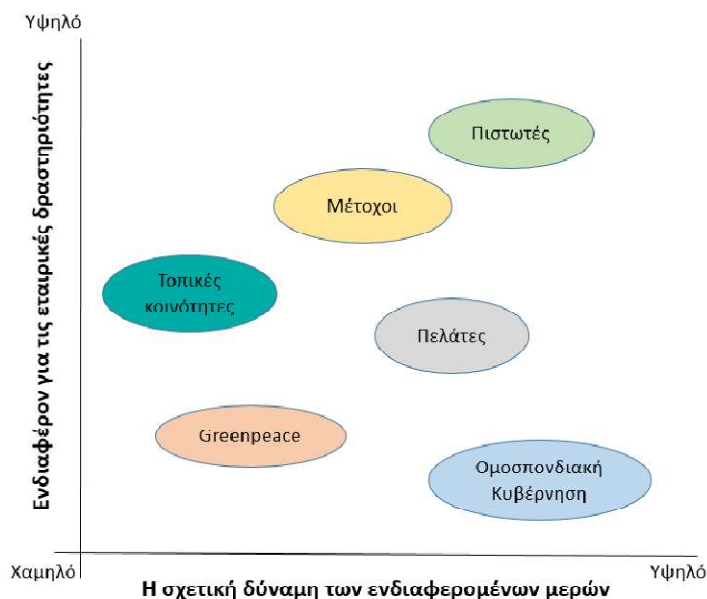 Υψηλό
Ενδιαφέρον για τις εταιρικές δραστηριότητες
Πιστωτές
Μέτοχοι
Τοπικές
κοινότητες
Πελάτες
Greenpeace
Ομοσπονδιακή
Κυβέρνηση
Χαμηλό
Υψηλό
Η σχετική δύναμη των ενδιαφερομένων μερών